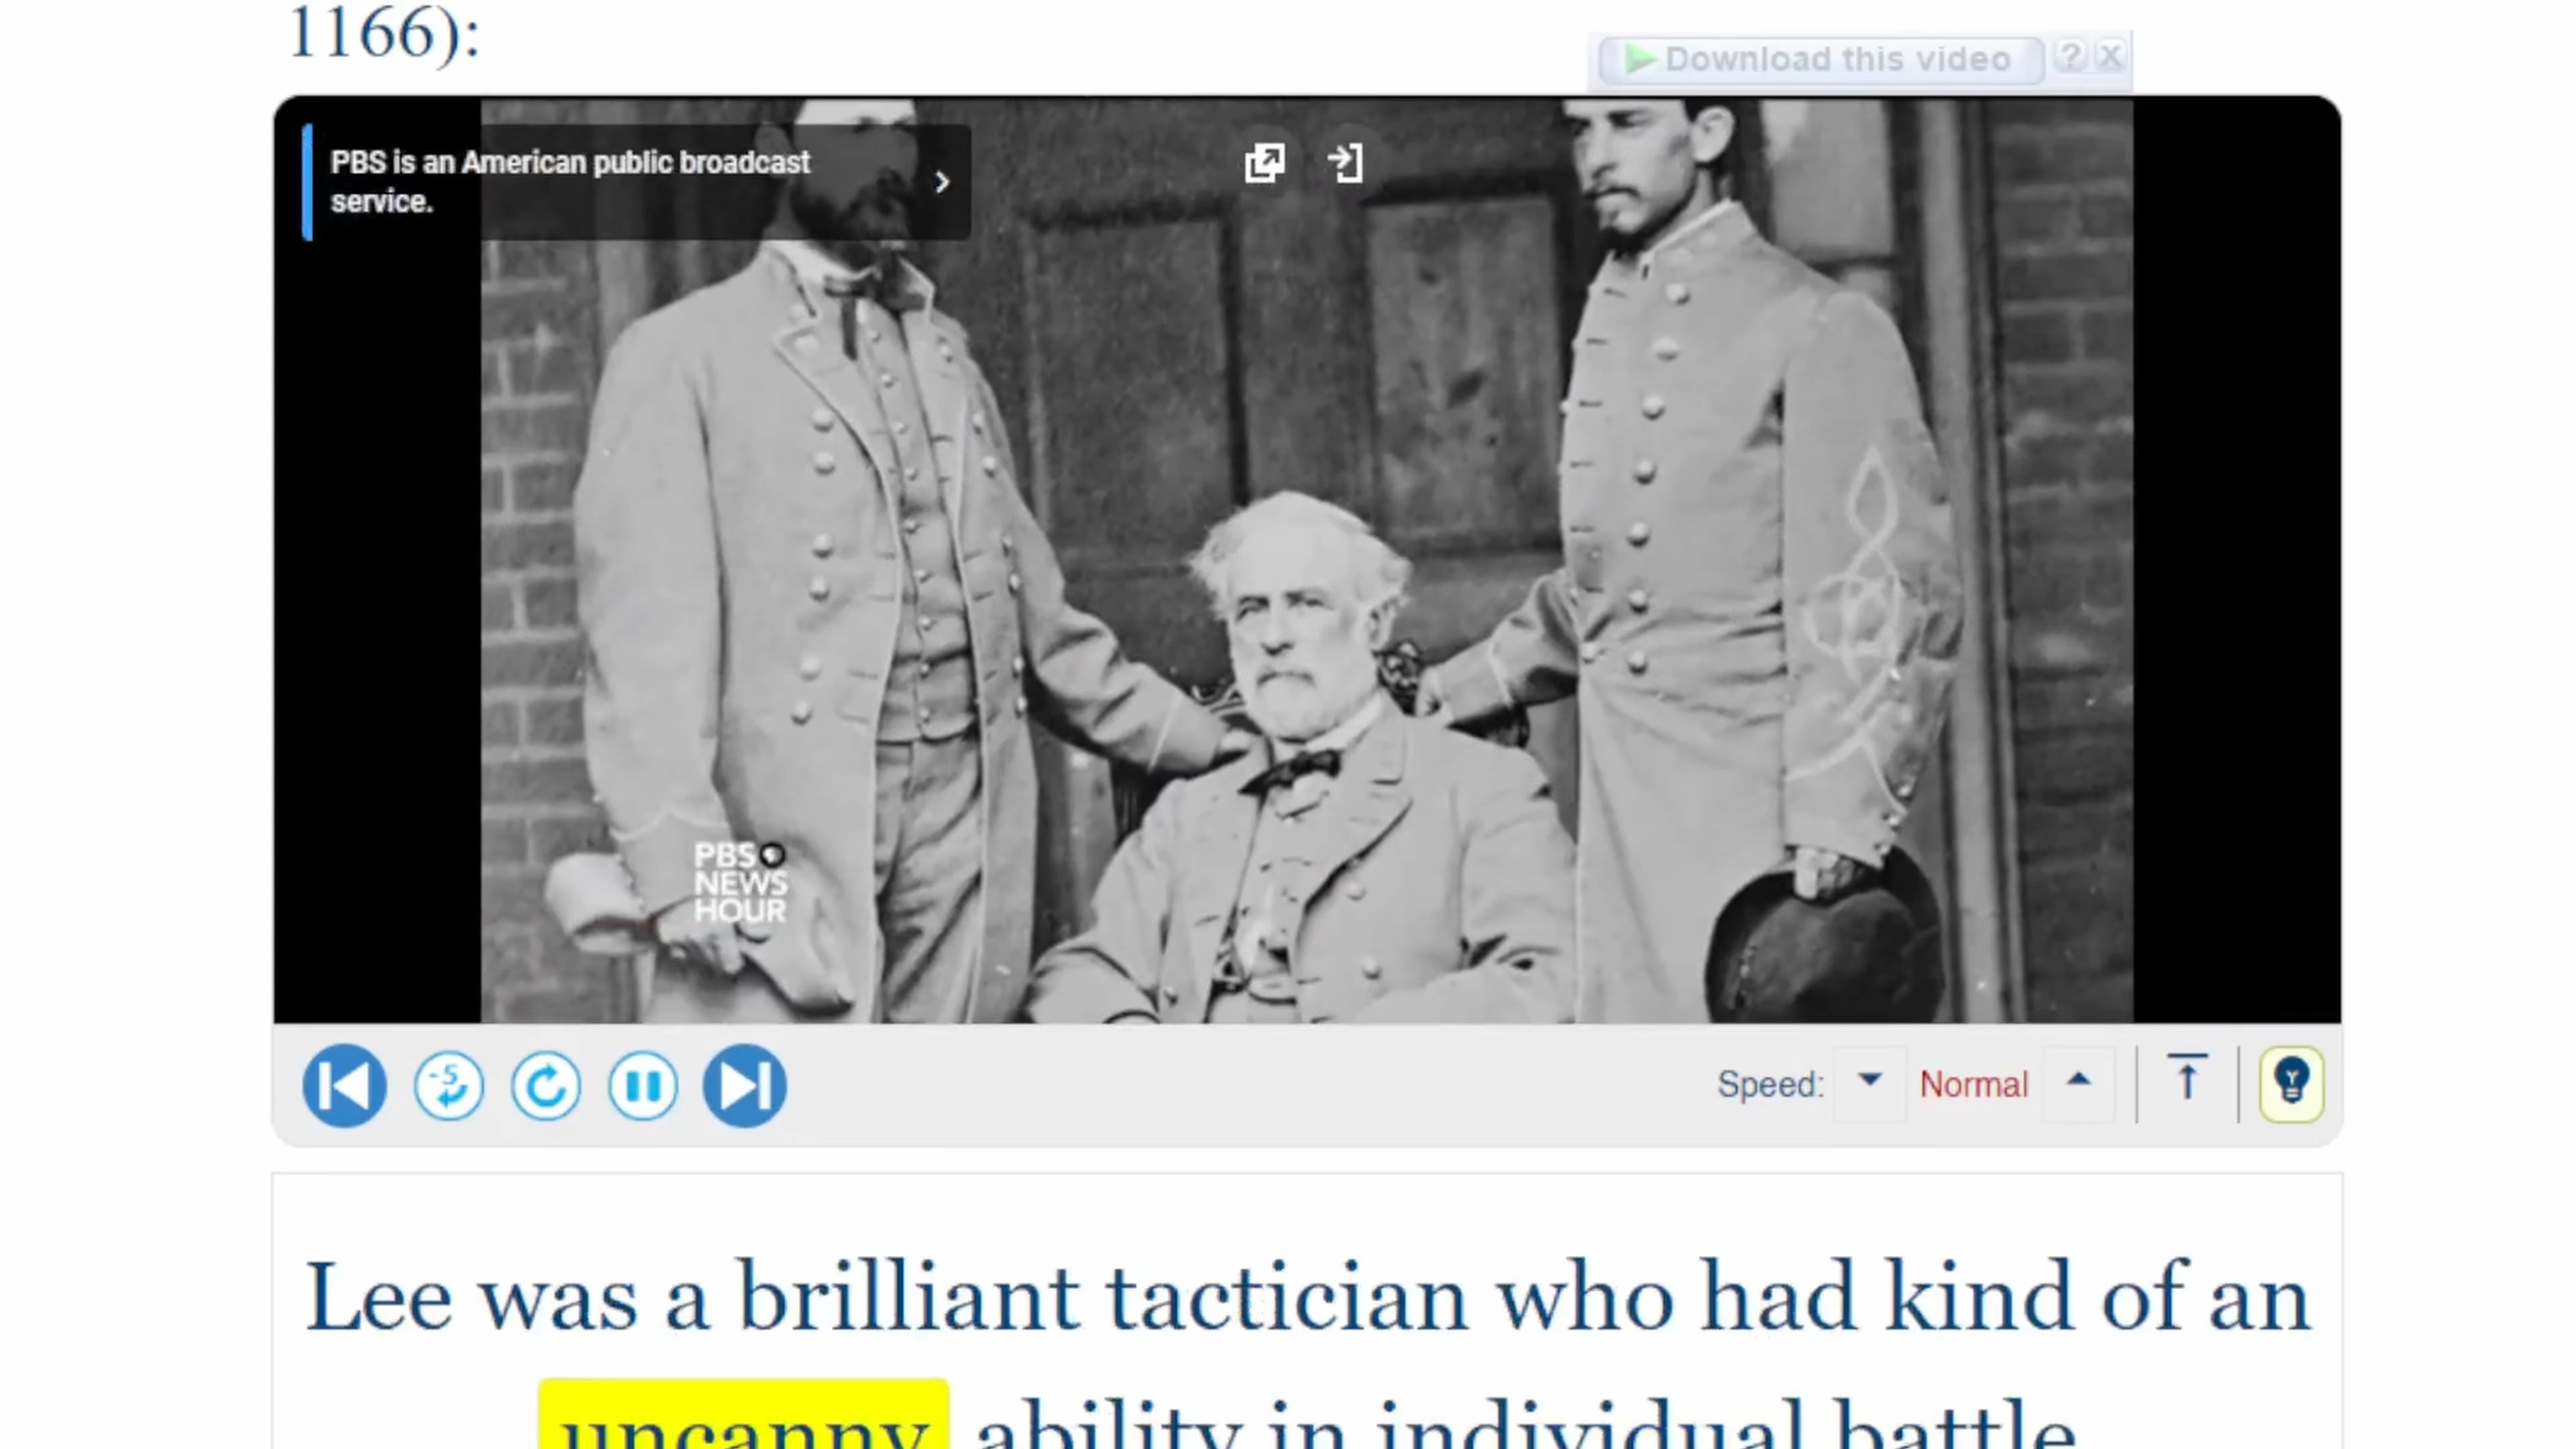 1166):
Download this video ? X
PBS is an American public broadcast
service.
PBS
NEWS
HOUR
-5
Speed: Normal
Lee was a brilliant tactician who had kind of an
uncanny ability in individual battle